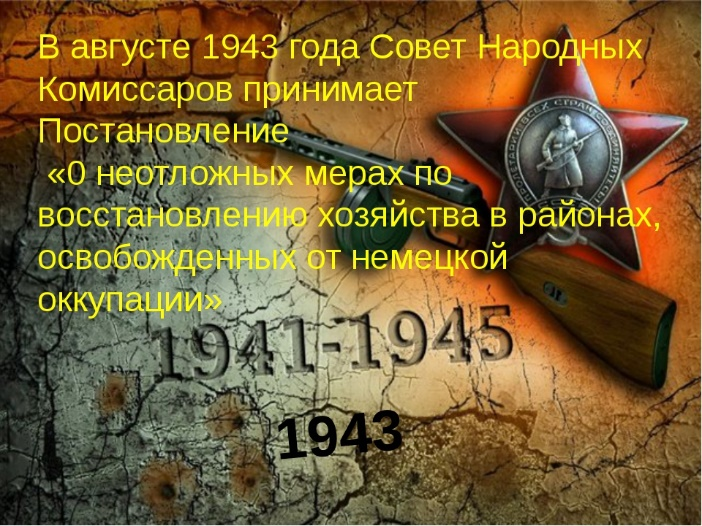 В августе 1943 года Совет Народных
Комиссаров принимает
Постановление
«0 неотложных мерах по
восстановлению хозяйства в районах,
освобожденных от немецкой
оккупации»
1941-1945
1943